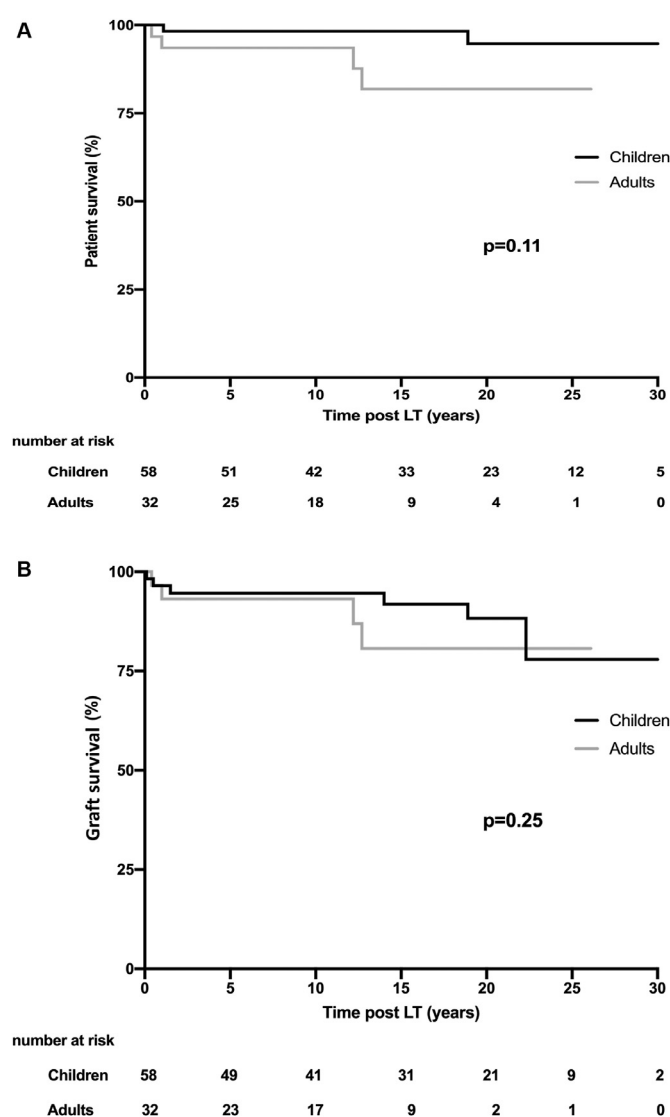 A
100
75
50
25
0
Patient survival (%)
Children
Adults
p=0.11
0 5 10 15 20 25 30
Time post LT (years)
number at risk
Children 58 51 42 33 23 12 5
Adults 32 25 18 9 4 1 0
B
100
75
50
25
0
Graft survival (%)
Children
Adults
p=0.25
0 5 10 15 20 25 30
Time post LT (years)
number at risk
Children 58 49 41 31 21 9 2
Adults 32 23 17 9 2 1 0